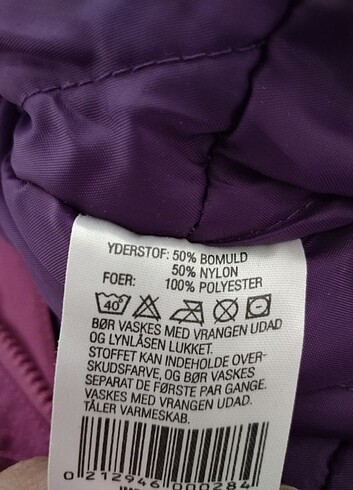 YDERSTOF: 50% BOMULD
50% NYLON
FOER: 100% POLYESTER
40°
BØR VASKES MED VRANGEN UDAD
OG LYNLÅSEN LUKKET.
STOFFET KAN INDEHOLDE OVER-
SKUDSFARVE, OG BØR VASKES
SEPARAT DE FØRSTE PAR GANGE.
VASKES MED VRANGEN UDAD.
TÅLER VARMESKAB.
0 212946 000284